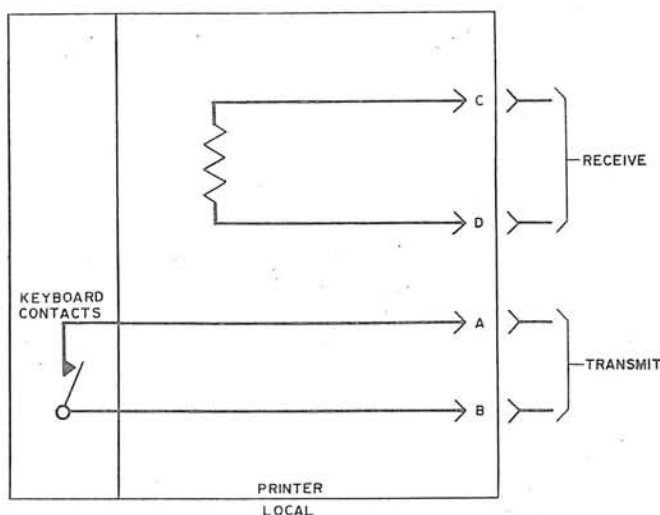 C
RECEIVE
D
KEYBOARD
CONTACTS
A
TRANSMIT
B
PRINTER
LOCAL